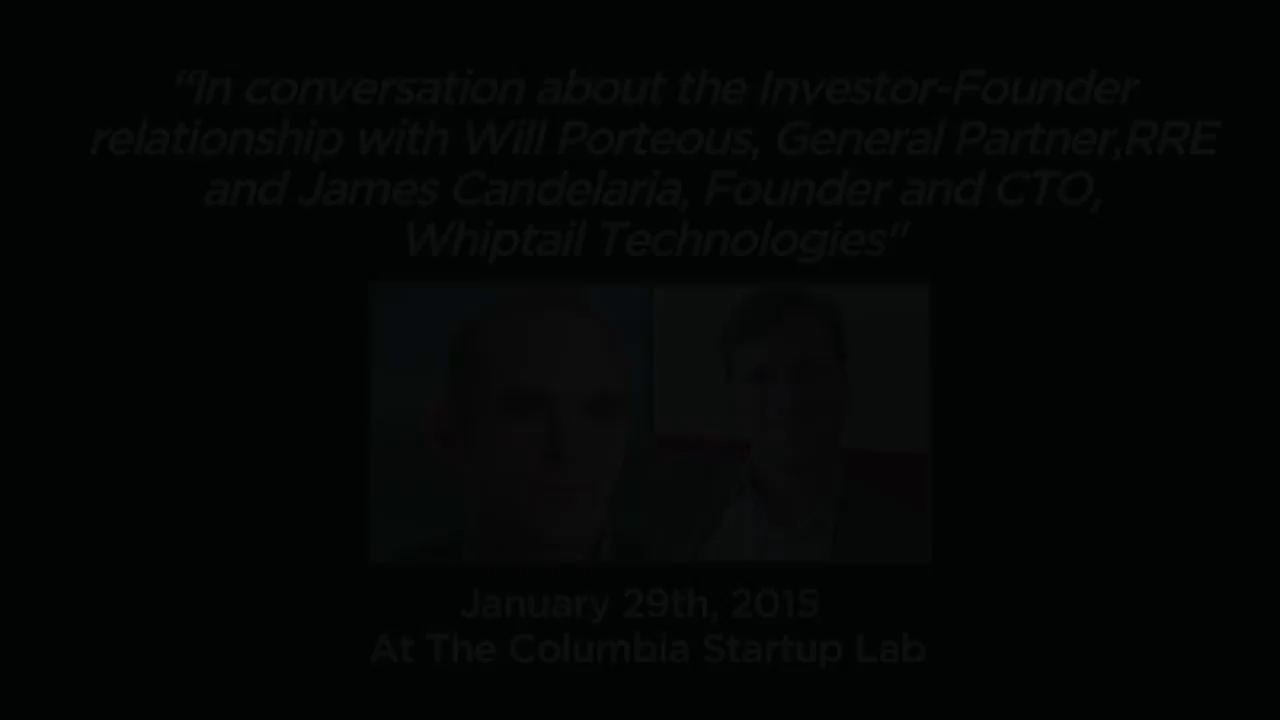 “In conversation about the Investor-Founder
relationship with Will Porteous, General Partner,RRE
and James Candelaria, Founder and CTO,
Whiptail Technologies”
January 29th, 2015
At The Columbia Startup Lab